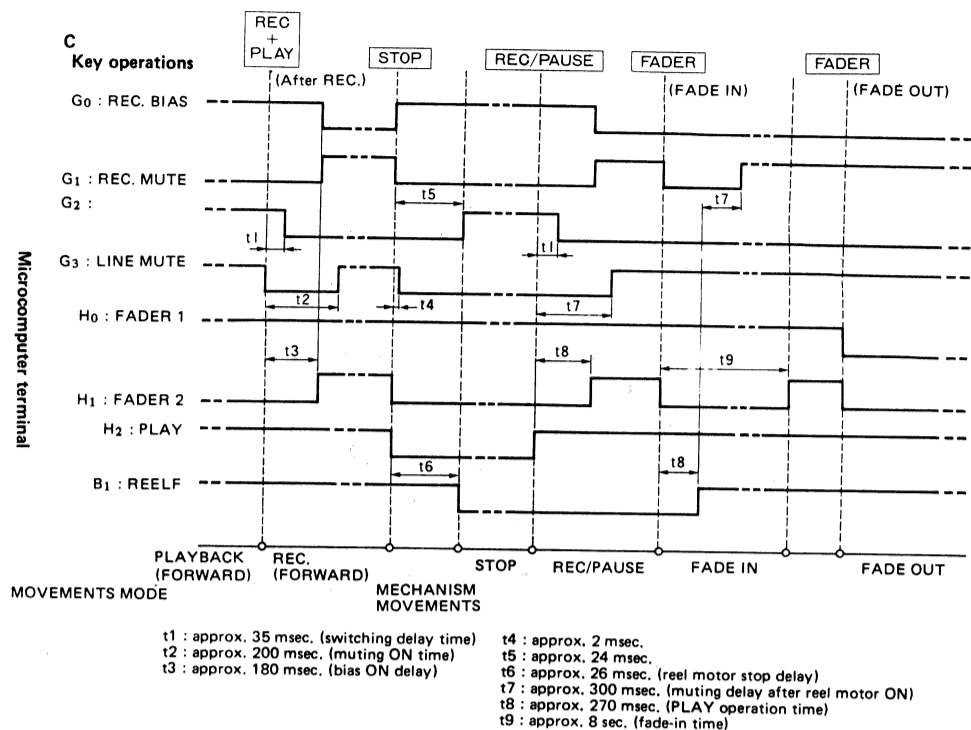 C
Key operations
REC + PLAY
(After REC.)
STOP
REC/PAUSE
FADER
(FADE IN)
FADER
(FADE OUT)
Microcomputer terminal
G0 : REC. BIAS
G1 : REC. MUTE
t5
t7
G2 :
t1
t1
G3 : LINE MUTE
t2
t4
t7
H0 : FADER 1
t3
t8
t9
H1 : FADER 2
H2 : PLAY
t6
t8
B1 : REELF
MOVEMENTS MODE
PLAYBACK (FORWARD)
REC. (FORWARD)
MECHANISM MOVEMENTS
STOP
REC/PAUSE
FADE IN
FADE OUT
t1 : approx. 35 msec. (switching delay time)
t2 : approx. 200 msec. (muting ON time)
t3 : approx. 180 msec. (bias ON delay)
t4 : approx. 2 msec.
t5 : approx. 24 msec.
t6 : approx. 26 msec. (reel motor stop delay)
t7 : approx. 300 msec. (muting delay after reel motor ON)
t8 : approx. 270 msec. (PLAY operation time)
t9 : approx. 8 sec. (fade-in time)